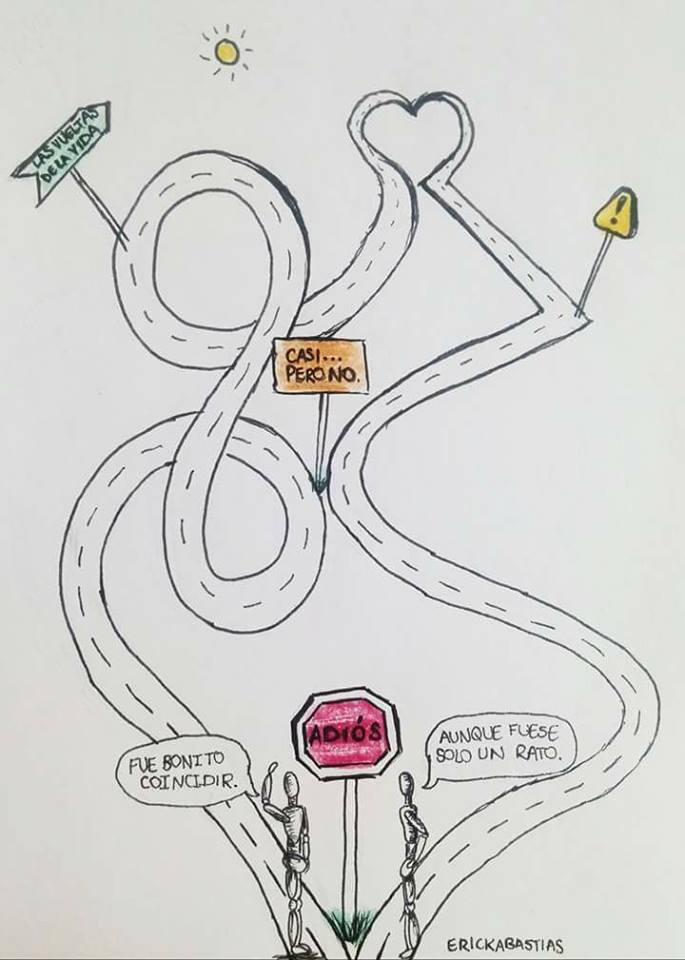 LAS VUELTAS
DE LA VIDA
!
CASI...
PERO NO.
ADIÓS
FUE BONITO
COINCIDIR.
AUNQUE FUESE
SOLO UN RATO.
ERICKABASTIAS